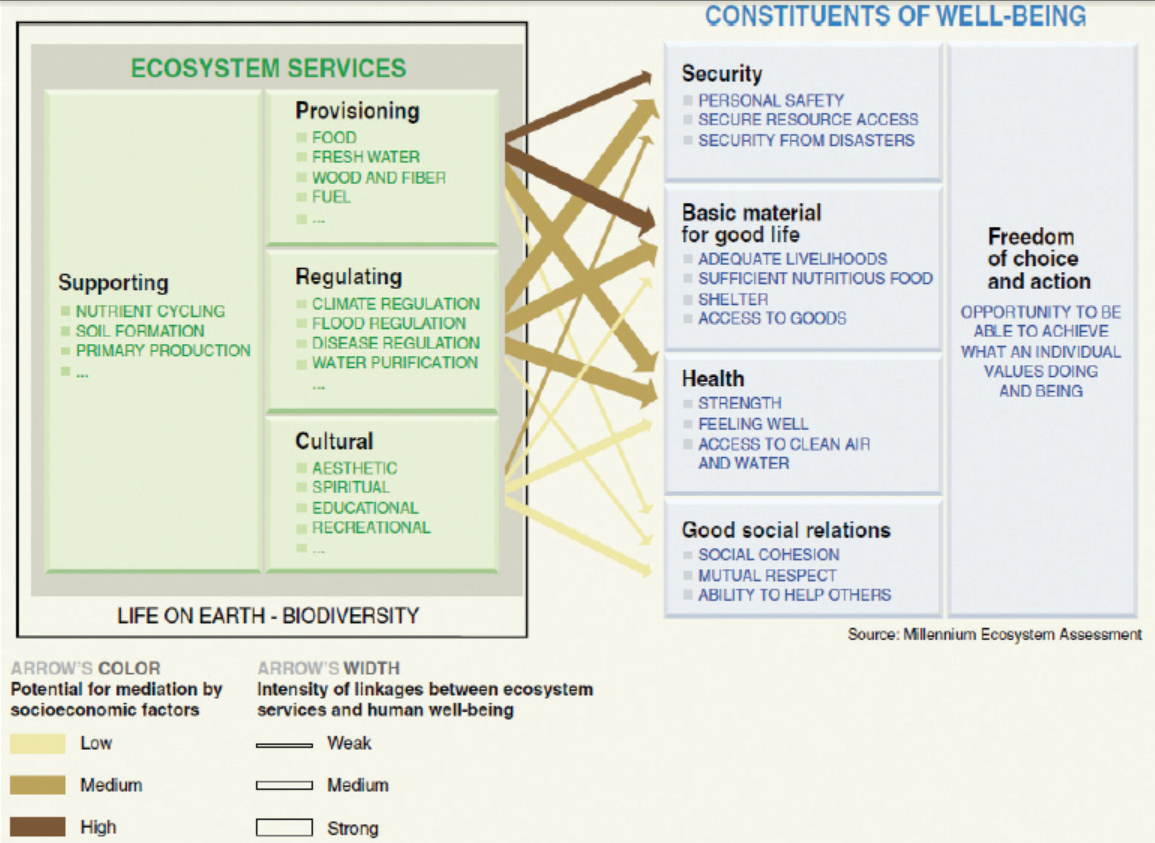 CONSTITUENTS OF WELL-BEING
ECOSYSTEM SERVICES
Supporting
NUTRIENT CYCLING
SOIL FORMATION
PRIMARY PRODUCTION
...
Provisioning
FOOD
FRESH WATER
WOOD AND FIBER
FUEL
...
Regulating
CLIMATE REGULATION
FLOOD REGULATION
DISEASE REGULATION
WATER PURIFICATION
...
Cultural
AESTHETIC
SPIRITUAL
EDUCATIONAL
RECREATIONAL
...
LIFE ON EARTH - BIODIVERSITY
Security
PERSONAL SAFETY
SECURE RESOURCE ACCESS
SECURITY FROM DISASTERS
Basic material
for good life
ADEQUATE LIVELIHOODS
SUFFICIENT NUTRITIOUS FOOD
SHELTER
ACCESS TO GOODS
Health
STRENGTH
FEELING WELL
ACCESS TO CLEAN AIR
AND WATER
Good social relations
SOCIAL COHESION
MUTUAL RESPECT
ABILITY TO HELP OTHERS
Freedom
of choice
and action
OPPORTUNITY TO BE
ABLE TO ACHIEVE
WHAT AN INDIVIDUAL
VALUES DOING
AND BEING
Source: Millennium Ecosystem Assessment
ARROW'S COLOR
Potential for mediation by
socioeconomic factors
Low
Medium
High
ARROW'S WIDTH
Intensity of linkages between ecosystem
services and human well-being
Weak
Medium
Strong